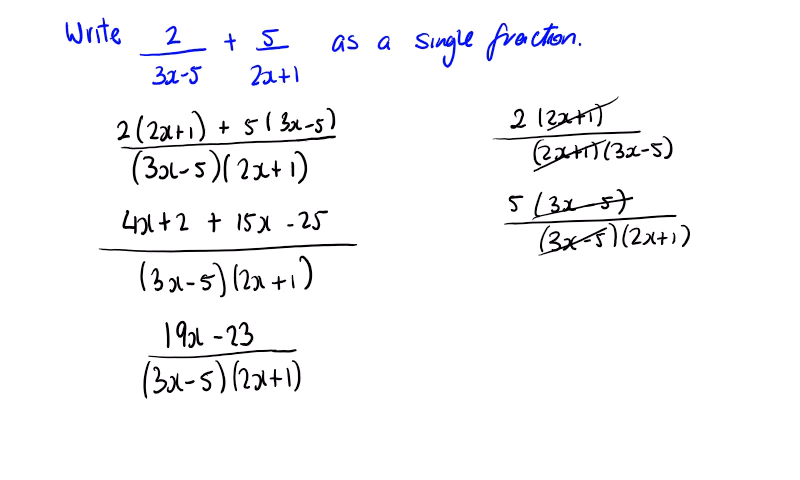 Write 2/(3x-5) + 5/(2x+1) as a single fraction.
(2(2x+1) + 5(3x-5))/((3x-5)(2x+1))
(4x+2 + 15x -25)/((3x-5)(2x+1))
(19x -23)/((3x-5)(2x+1))
2(2x+1)/((2x+1)(3x-5))
5(3x-5)/((3x-5)(2x+1))